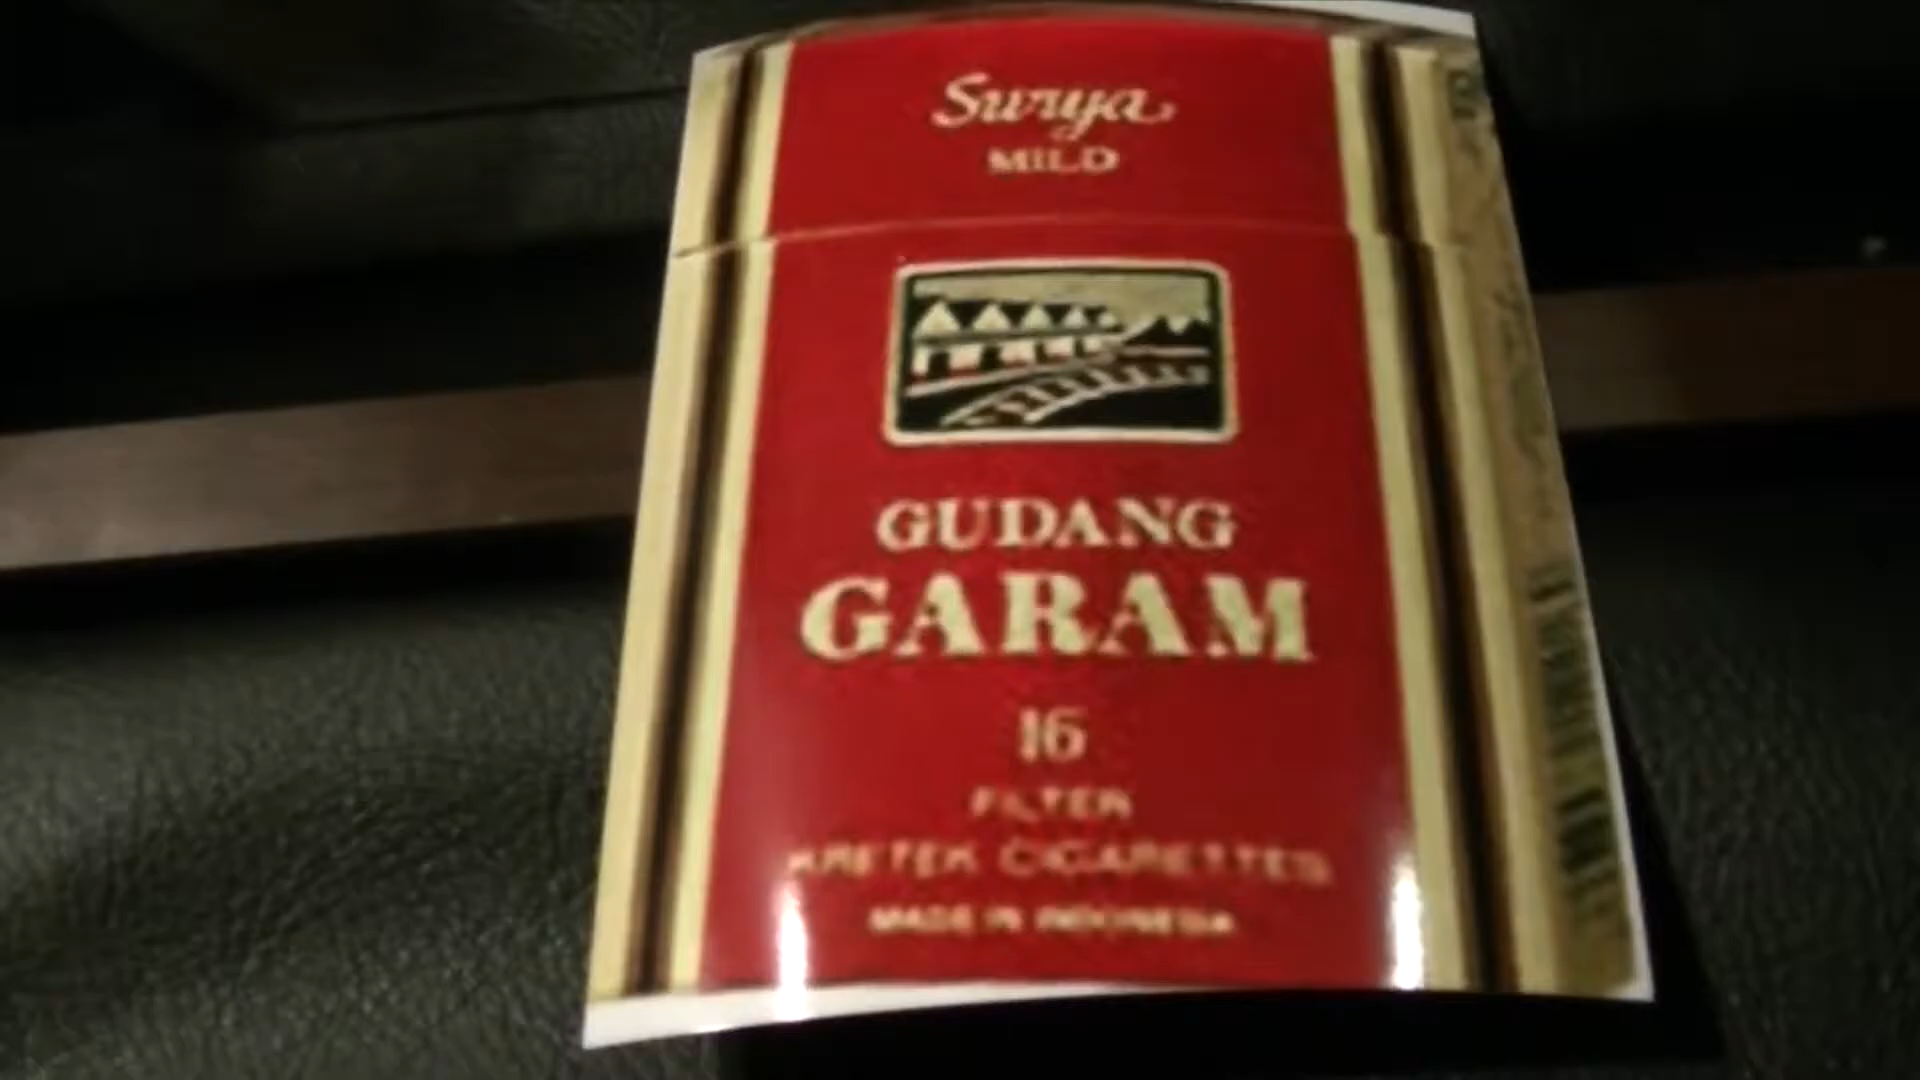 Surya
MILD
GUDANG
GARAM
16
FILTER
KRETEK CIGARETTES
MADE IN INDONESIA